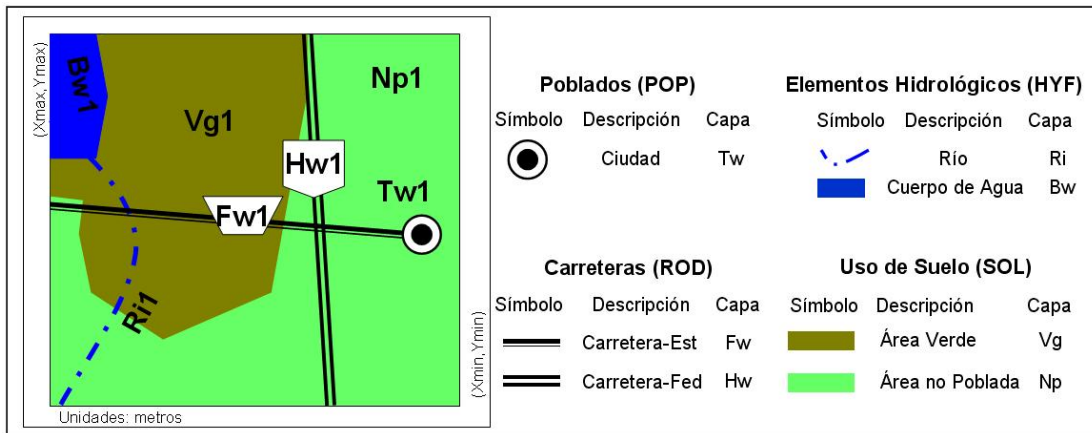 (Xmax,Ymax)
Bw1
Vg1
Np1
Hw1
Tw1
Fw1
Ri1
(Xmin,Ymin)
Unidades: metros
Poblados (POP)
Símbolo Descripción Capa
Ciudad Tw
Elementos Hidrológicos (HYF)
Símbolo Descripción Capa
Río Ri
Cuerpo de Agua Bw
Carreteras (ROD)
Símbolo Descripción Capa
Carretera-Est Fw
Carretera-Fed Hw
Uso de Suelo (SOL)
Símbolo Descripción Capa
Área Verde Vg
Área no Poblada Np